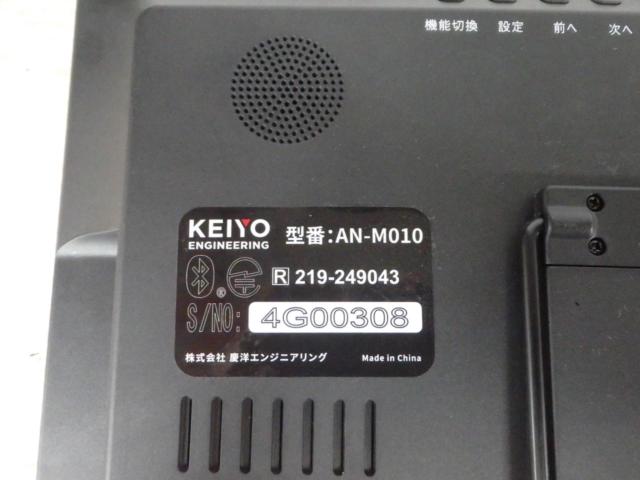 機能切換 設定 前へ 次へ
KEIYO
ENGINEERING
型番:AN-M010
R 219-249043
S/NO: 4G00308
株式会社 慶洋エンジニアリング Made in China